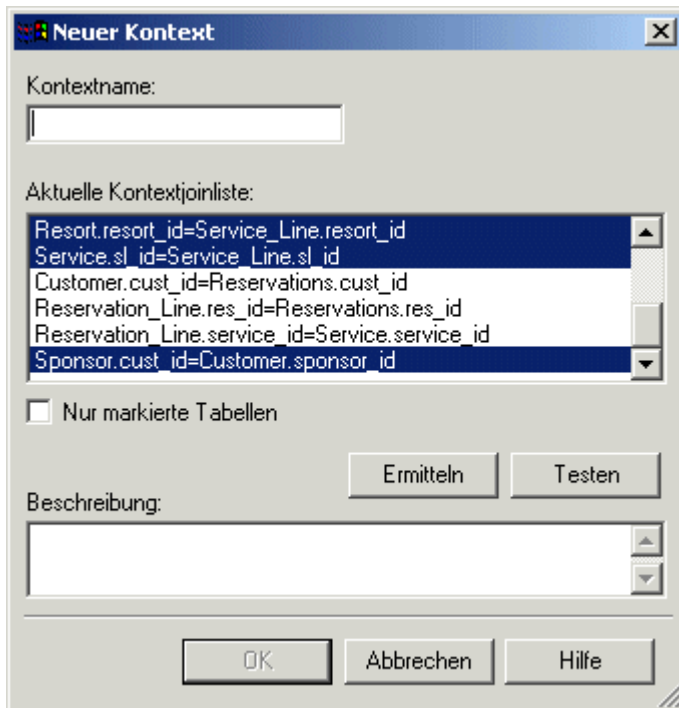 Neuer Kontext
Kontextname:
Aktuelle Kontextjoinliste:
Resort.resort_id=Service_Line.resort_id
Service.sl_id=Service_Line.sl_id
Customer.cust_id=Reservations.cust_id
Reservation_Line.res_id=Reservations.res_id
Reservation_Line.service_id=Service.service_id
Sponsor.cust_id=Customer.sponsor_id
Nur markierte Tabellen
Ermitteln Testen
Beschreibung:
OK Abbrechen Hilfe